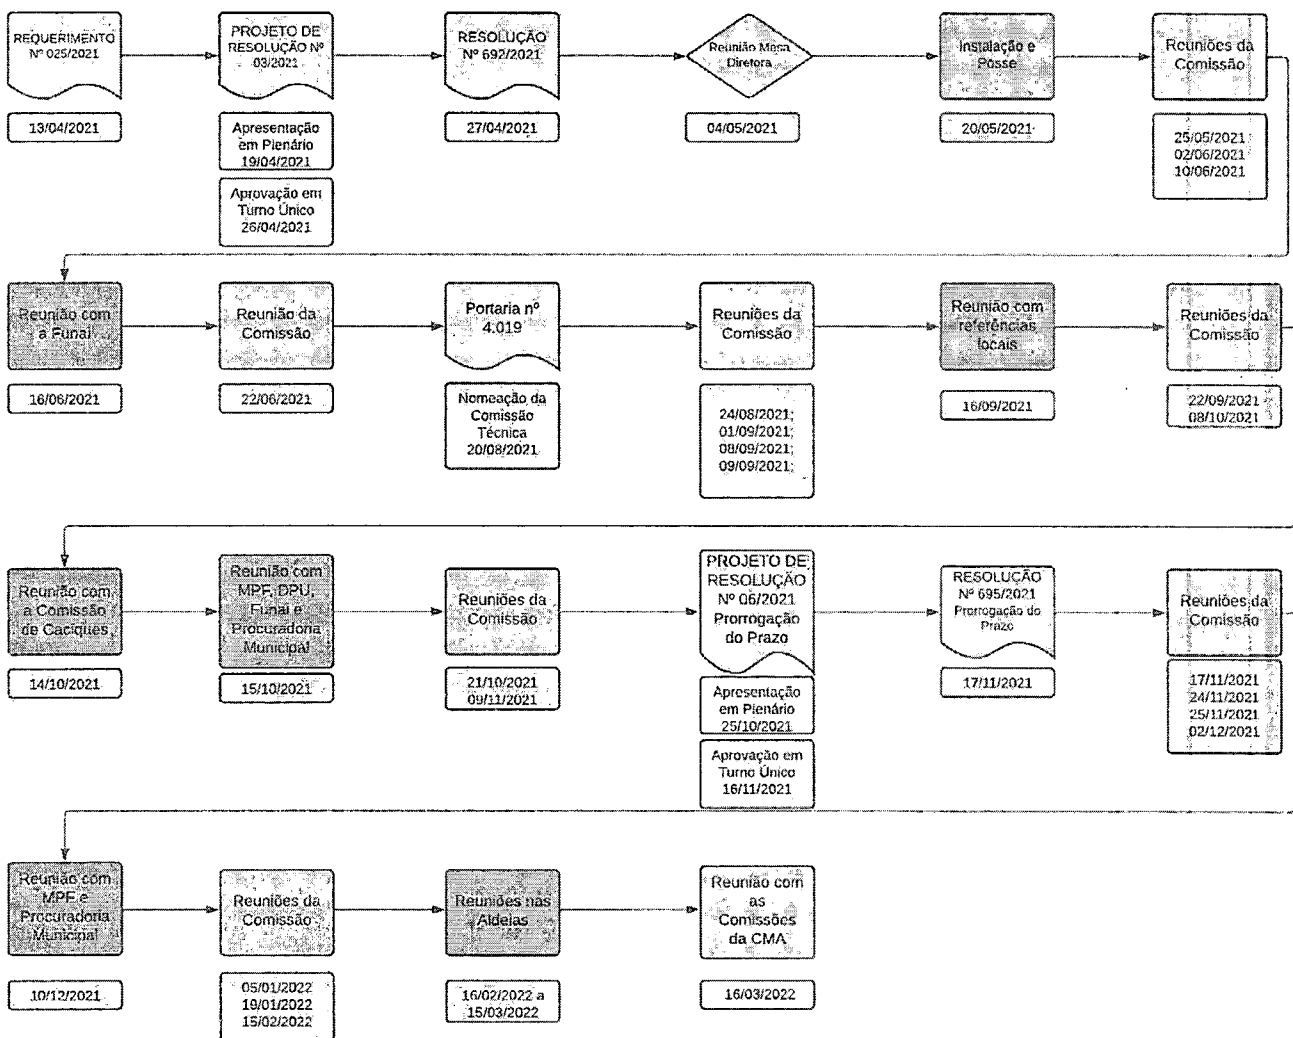 REQUERIMENTO
Nº 025/2021
13/04/2021
PROJETO DE
RESOLUÇÃO Nº
03/2021
Apresentação
em Plenário
19/04/2021
Aprovação em
Turno Único
26/04/2021
RESOLUÇÃO
Nº 692/2021
27/04/2021
Reunião Mesa
Diretora
04/05/2021
Instalação e
Posse
20/05/2021
Reuniões da
Comissão
25/05/2021
02/06/2021
10/06/2021
Reunião com
a Funai
16/06/2021
Reunião da
Comissão
22/06/2021
Portaria nº
4.019
Nomeação da
Comissão
Técnica
20/08/2021
Reuniões da
Comissão
24/08/2021;
01/09/2021;
08/09/2021;
09/09/2021;
Reunião com
referências
locais
16/09/2021
Reuniões da
Comissão
22/09/2021
08/10/2021
Reunião com
a Comissão
de Caciques
14/10/2021
Reunião com
MPF, DPU,
Funai e
Procuradoria
Municipal
15/10/2021
Reuniões da
Comissão
21/10/2021
09/11/2021
PROJETO DE
RESOLUÇÃO
Nº 06/2021
Prorrogação
do Prazo
Apresentação
em Plenário
25/10/2021
Aprovação em
Turno Único
16/11/2021
RESOLUÇÃO
Nº 695/2021
Prorrogação do
Prazo
17/11/2021
Reuniões da
Comissão
17/11/2021
24/11/2021
25/11/2021
02/12/2021
Reunião com
MPF e
Procuradoria
Municipal
10/12/2021
Reuniões da
Comissão
05/01/2022
19/01/2022
15/02/2022
Reuniões nas
Aldeias
16/02/2022 a
15/03/2022
Reunião com
as
Comissões
da CMA
16/03/2022